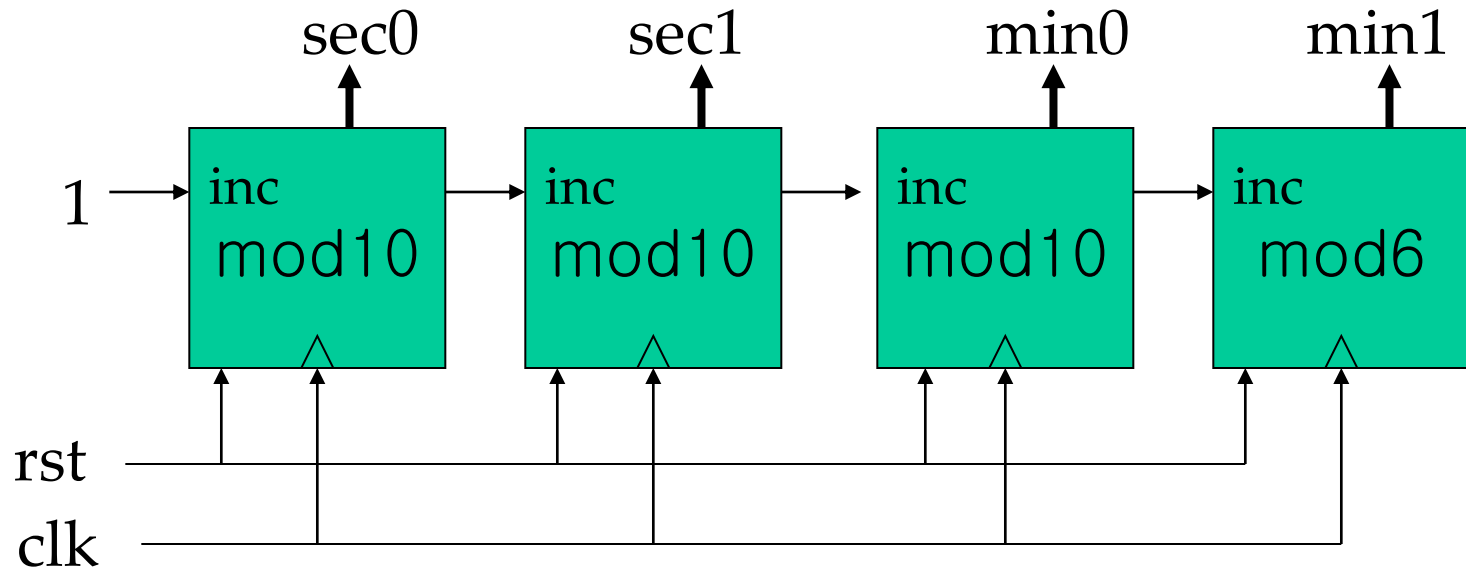 sec0 sec1 min0 min1
1 inc inc inc inc
mod10 mod10 mod10 mod6
rst
clk